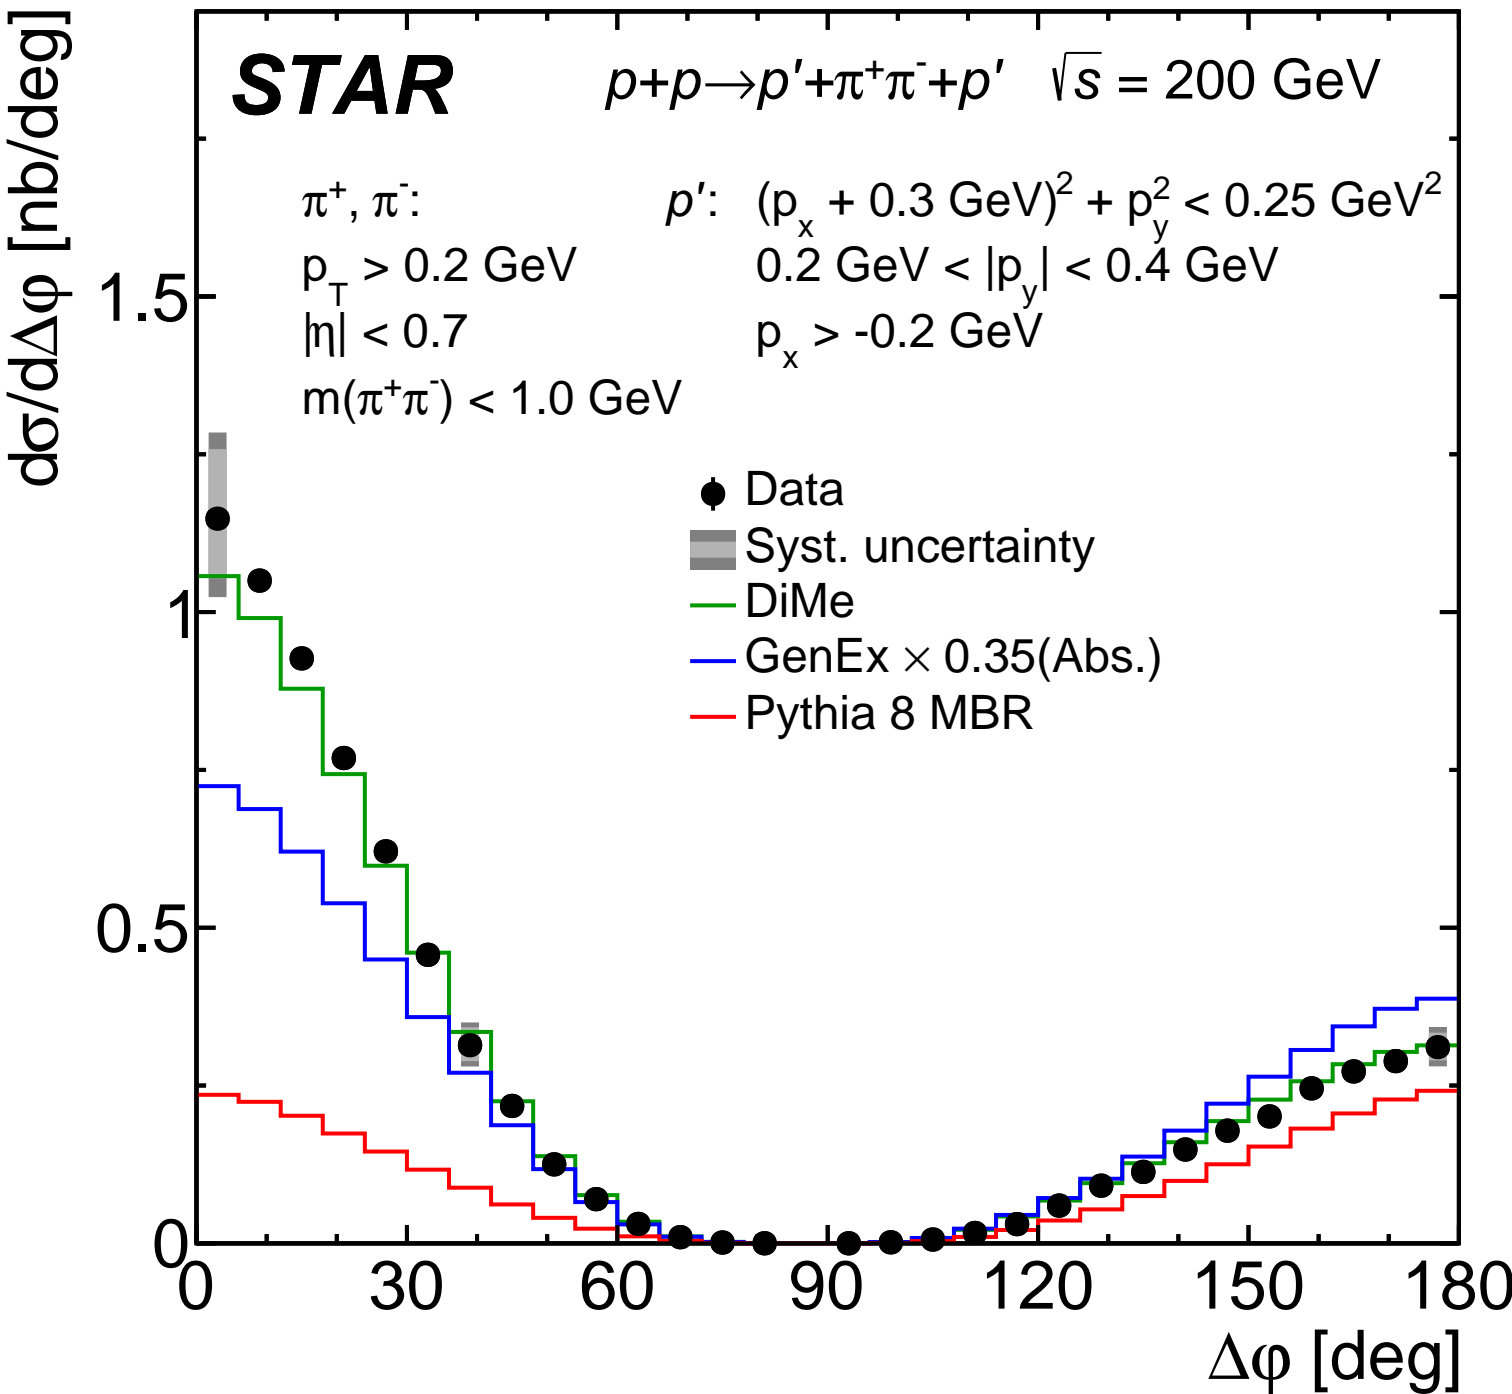 STAR p+p→p′+π⁺π⁻+p′ √s = 200 GeV
π⁺, π⁻: p′: (pₓ + 0.3 GeV)² + p_y² < 0.25 GeV²
p_T > 0.2 GeV 0.2 GeV < |p_y| < 0.4 GeV
|η| < 0.7 pₓ > -0.2 GeV
m(π⁺π⁻) < 1.0 GeV
Data
Syst. uncertainty
DiMe
GenEx × 0.35(Abs.)
Pythia 8 MBR
dσ/dΔφ [nb/deg]
1.5
1
0.5
0
0 30 60 90 120 150 180
Δφ [deg]